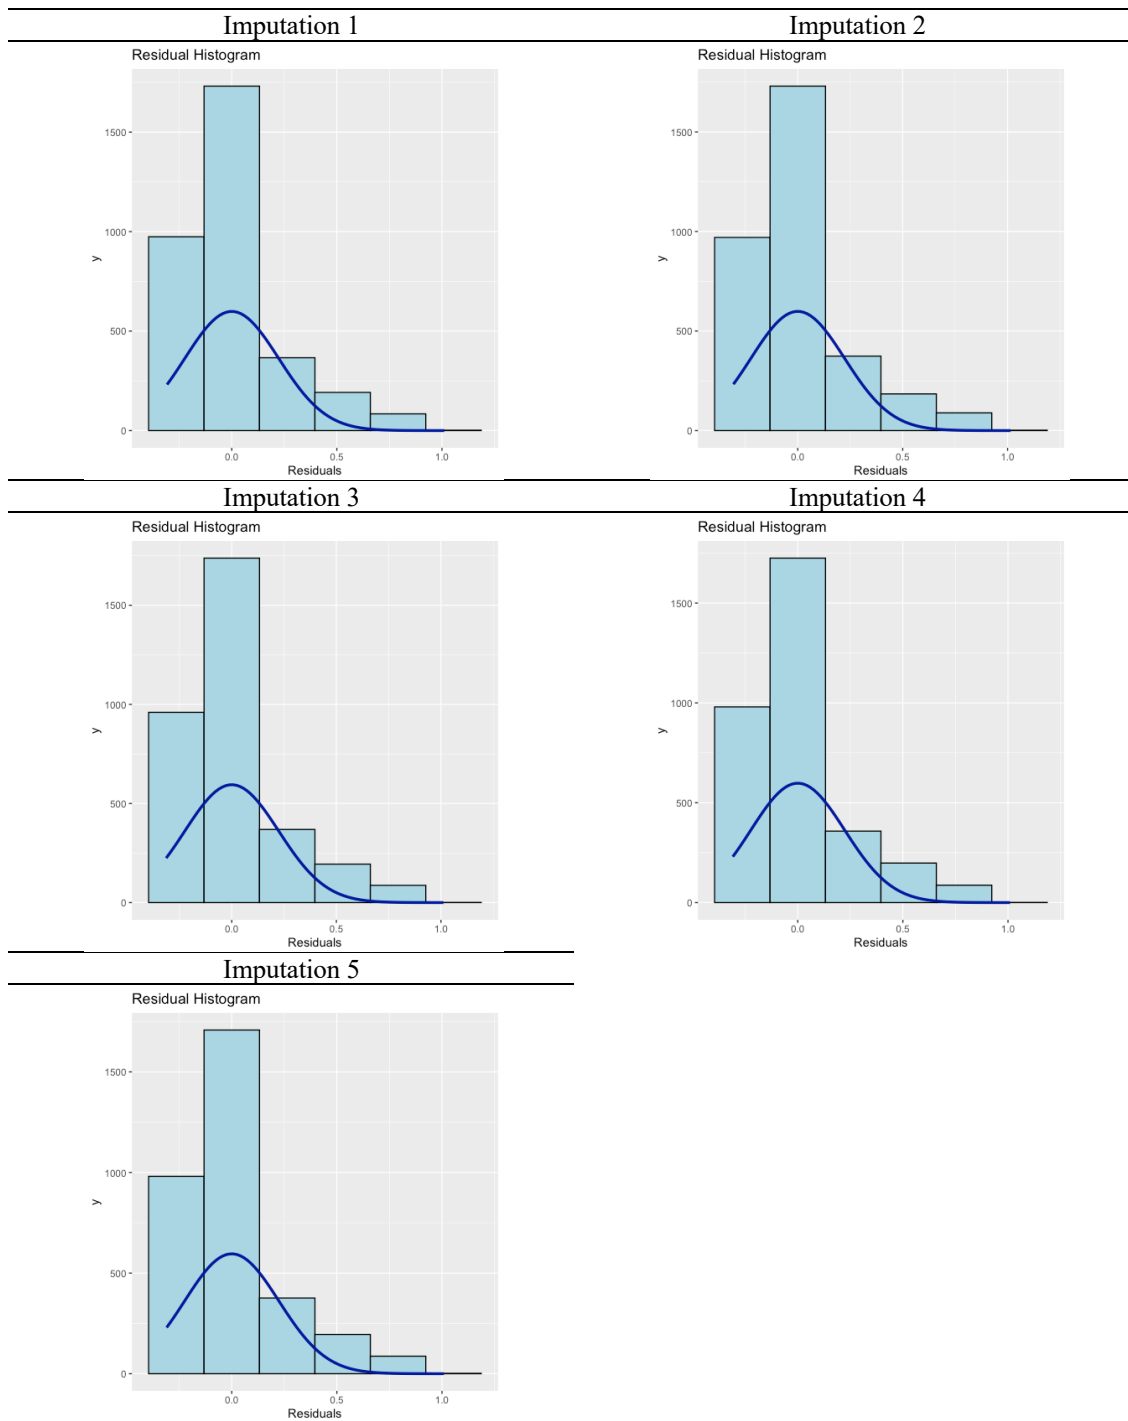 Imputation 1
Imputation 2
Residual Histogram
1500
1000
y
500
0
0.0 0.5 1.0
Residuals
Residual Histogram
1500
1000
y
500
0
0.0 0.5 1.0
Residuals
Imputation 3
Imputation 4
Residual Histogram
1500
1000
y
500
0
0.0 0.5 1.0
Residuals
Residual Histogram
1500
1000
y
500
0
0.0 0.5 1.0
Residuals
Imputation 5
Residual Histogram
1500
1000
y
500
0
0.0 0.5 1.0
Residuals